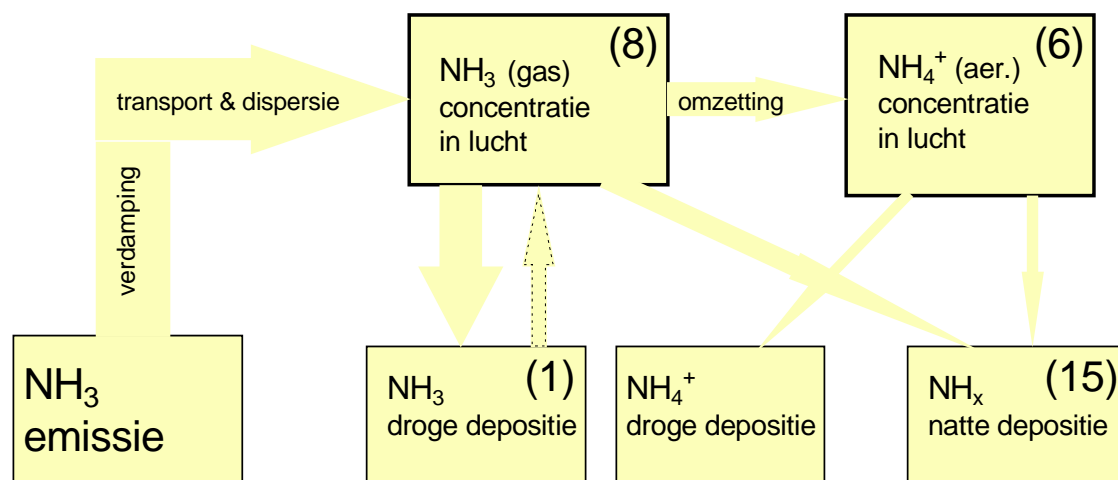 (8)
NH₃ (gas)
concentratie
in lucht
(6)
NH₄⁺ (aer.)
concentratie
in lucht
transport & dispersie
omzetting
verdamping
NH₃
emissie
(1)
NH₃
droge depositie
NH₄⁺
droge depositie
(15)
NHₓ
natte depositie